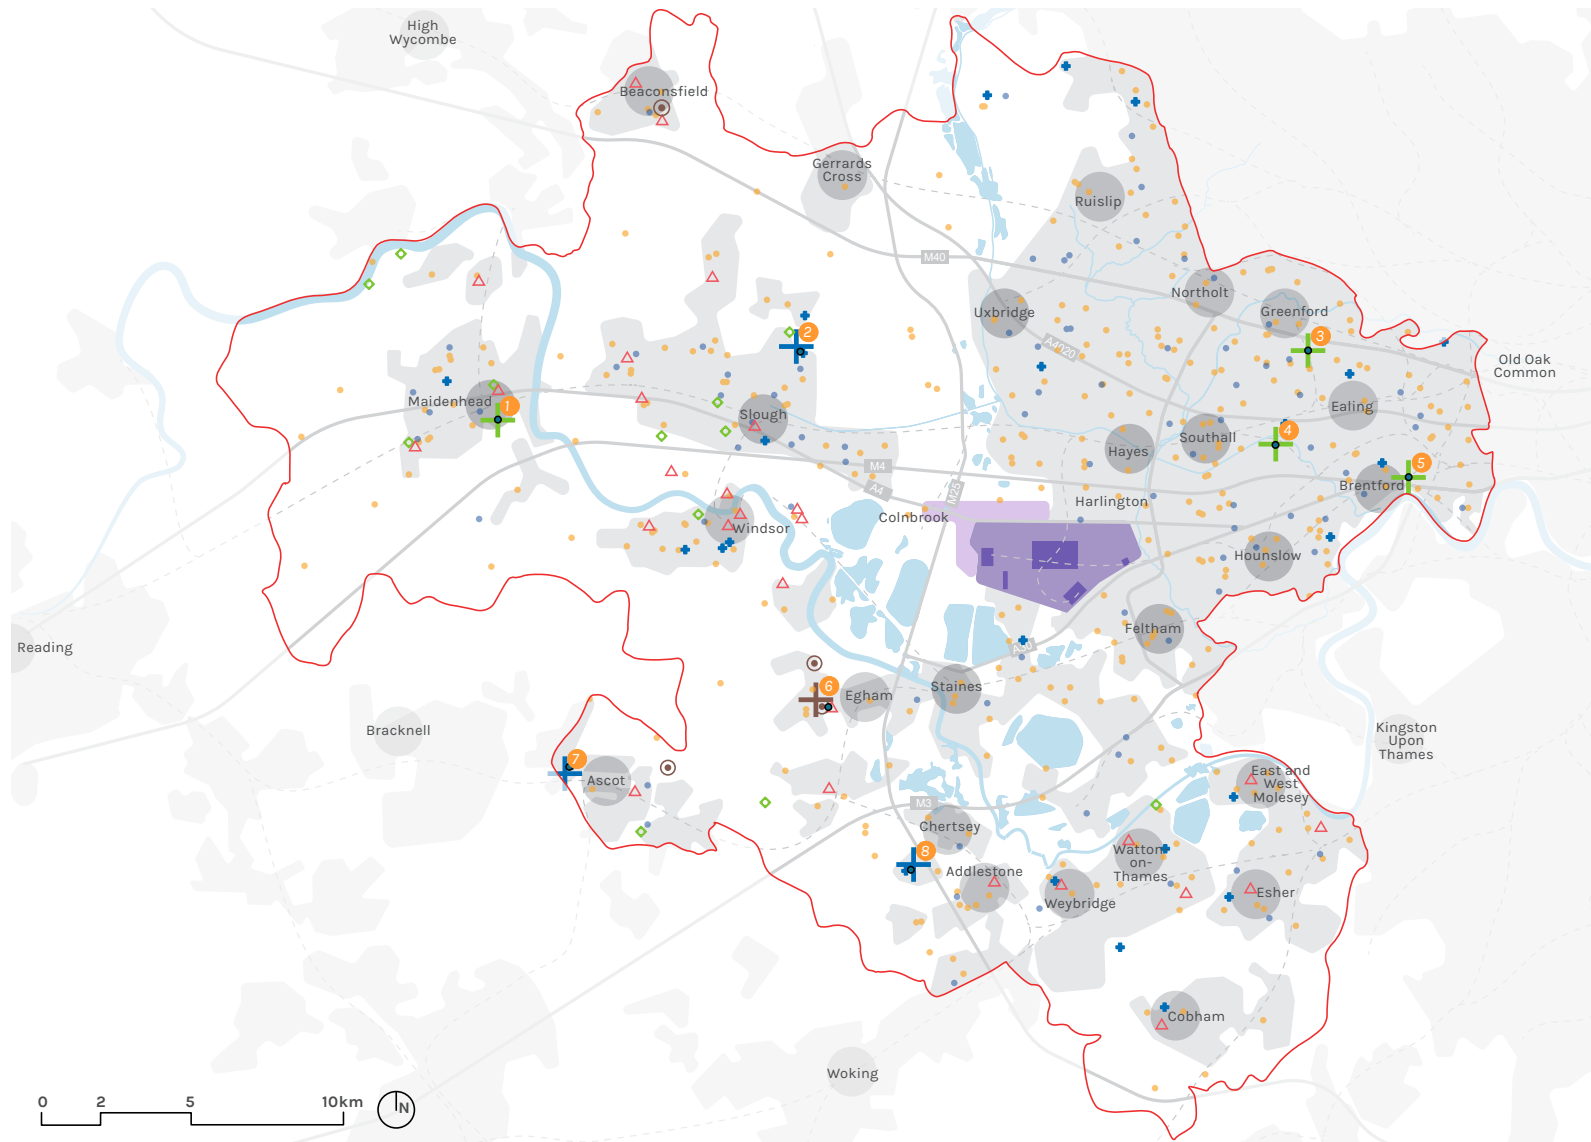 High
Wycombe
Beaconsfield
Gerrards
Cross
Ruislip
M40
Northolt
Uxbridge
Greenford
A4020
2
3
Old Oak
Common
Maidenhead
1
Slough
Ealing
Southall
4
Hayes
M4
A4
M25
5
Brentford
Harlington
Colnbrook
Windsor
Hounslow
Feltham
A30
Reading
6
Egham
Staines
Bracknell
Kingston
Upon
Thames
7
Ascot
East and
West
Molesey
M3
Chertsey
8
Addlestone
Watton-
on-
Thames
Weybridge
Esher
Cobham
Woking
0
2
5
10km
N